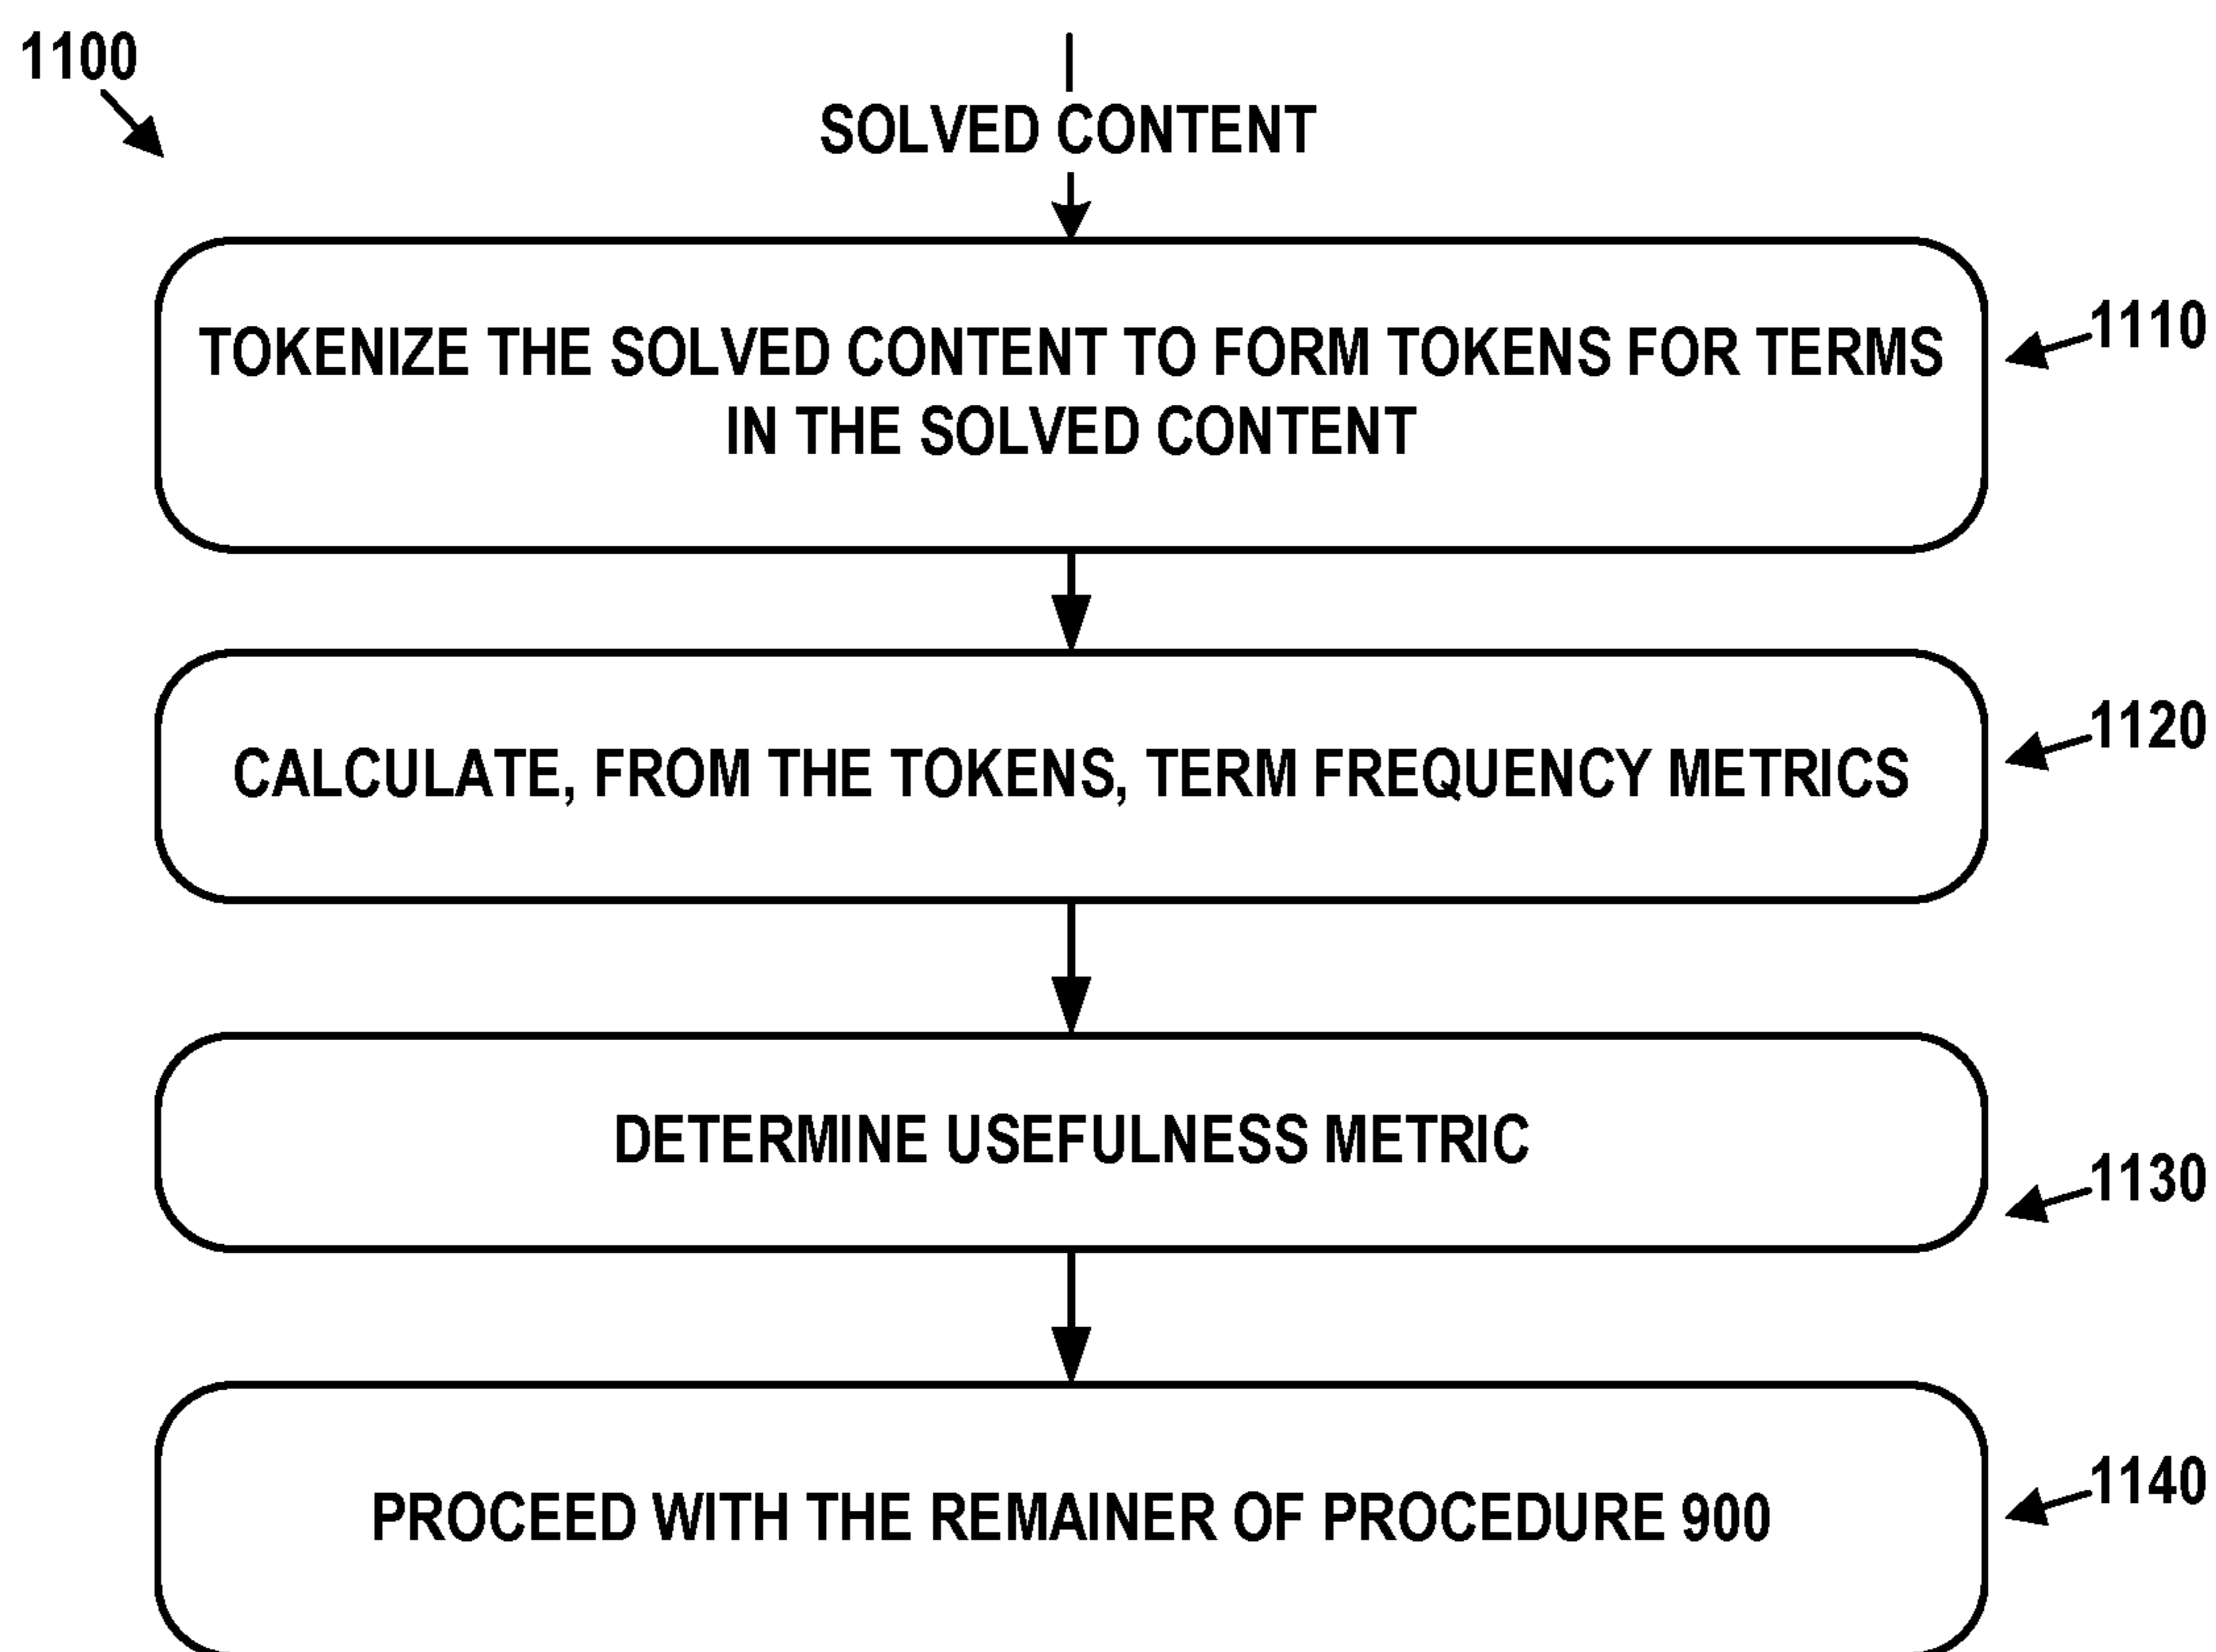 1100
SOLVED CONTENT
TOKENIZE THE SOLVED CONTENT TO FORM TOKENS FOR TERMS
IN THE SOLVED CONTENT
1110
CALCULATE, FROM THE TOKENS, TERM FREQUENCY METRICS
1120
DETERMINE USEFULNESS METRIC
1130
PROCEED WITH THE REMAINER OF PROCEDURE 900
1140